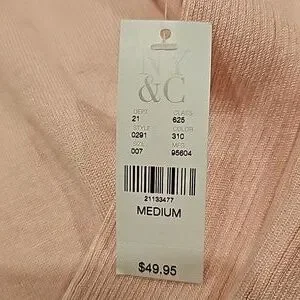 NY
&C
DEPT CLASS
21 625
STYLE COLOR
0291 310
SIZE MFG
007 95604
21133477
MEDIUM
$49.95